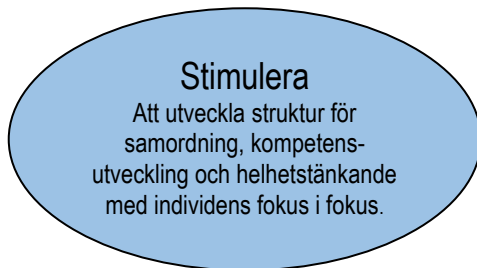 Stimulera
Att utveckla struktur för
samordning, kompetens-
utveckling och helhetstänkande
med individens fokus i fokus.